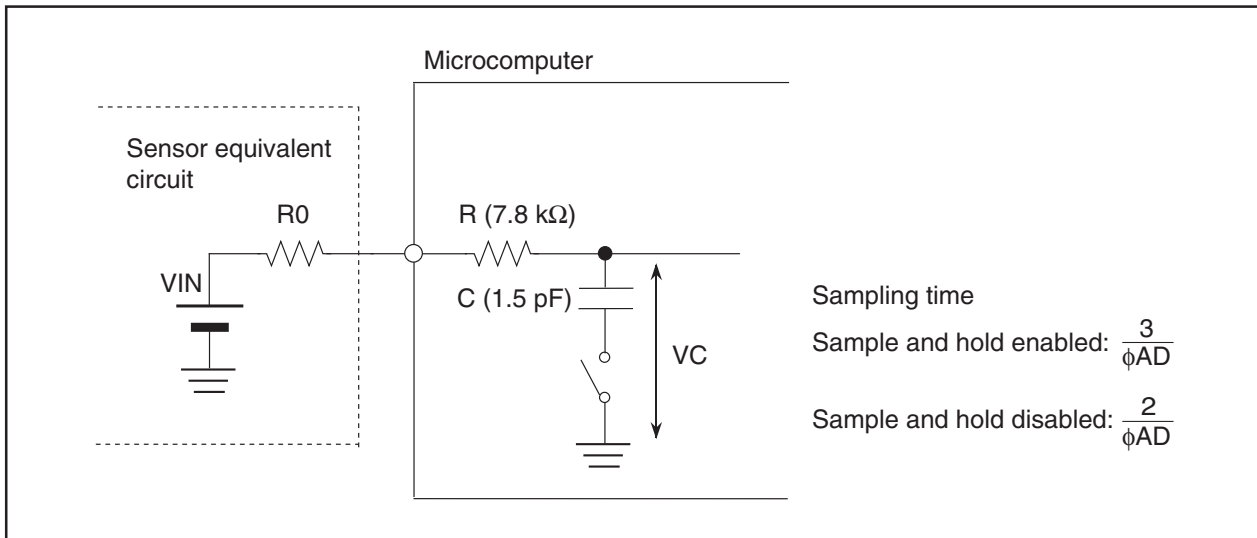 Microcomputer
Sensor equivalent
circuit
R0
R (7.8 kΩ)
VIN
C (1.5 pF)
VC
Sampling time
Sample and hold enabled: 3/ϕAD
Sample and hold disabled: 2/ϕAD